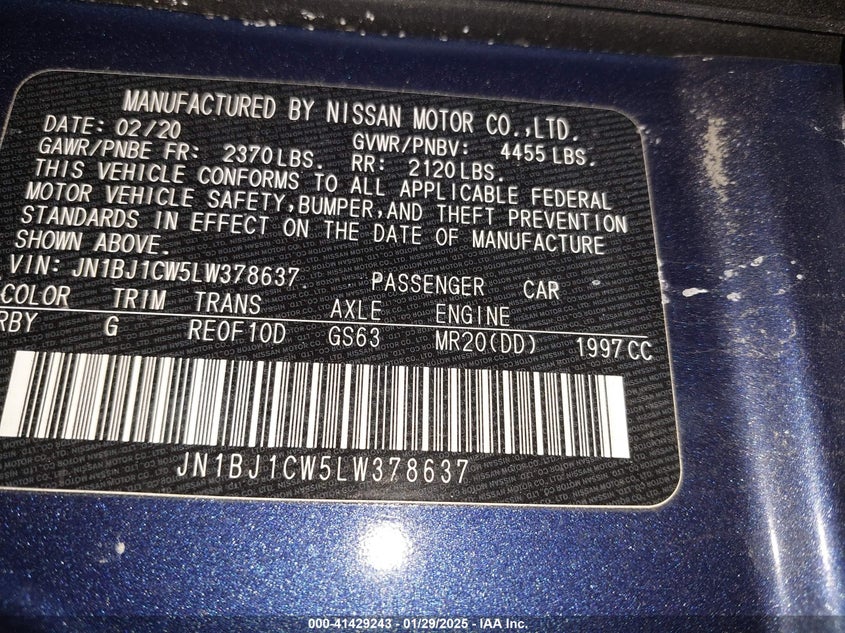 MANUFACTURED BY NISSAN MOTOR CO.,LTD.
DATE: 02/20 GVWR/PNBV: 4455 LBS.
GAWR/PNBE FR: 2370 LBS. RR: 2120 LBS.
THIS VEHICLE CONFORMS TO ALL APPLICABLE FEDERAL
MOTOR VEHICLE SAFETY,BUMPER,AND THEFT PREVENTION
STANDARDS IN EFFECT ON THE DATE OF MANUFACTURE
SHOWN ABOVE.
VIN: JN1BJ1CW5LW378637 PASSENGER CAR
COLOR TRIM TRANS AXLE ENGINE
RBY G RE0F10D GS63 MR20(DD) 1997CC
JN1BJ1CW5LW378637
000-41429243 - 01/29/2025 - IAA Inc.